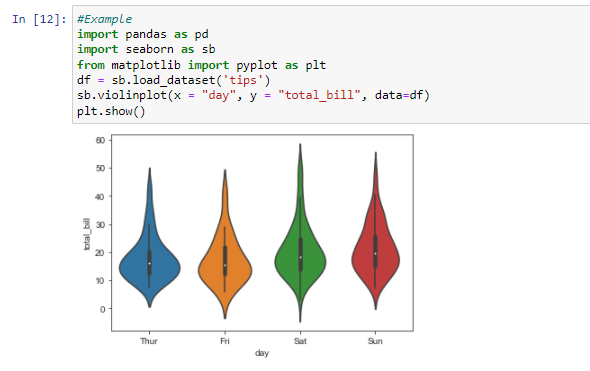 In [12]: #Example
import pandas as pd
import seaborn as sb
from matplotlib import pyplot as plt
df = sb.load_dataset('tips')
sb.violinplot(x = "day", y = "total_bill", data=df)
plt.show()
60
50
40
30
20
10
0
total_bill
Thur Fri Sat Sun
day